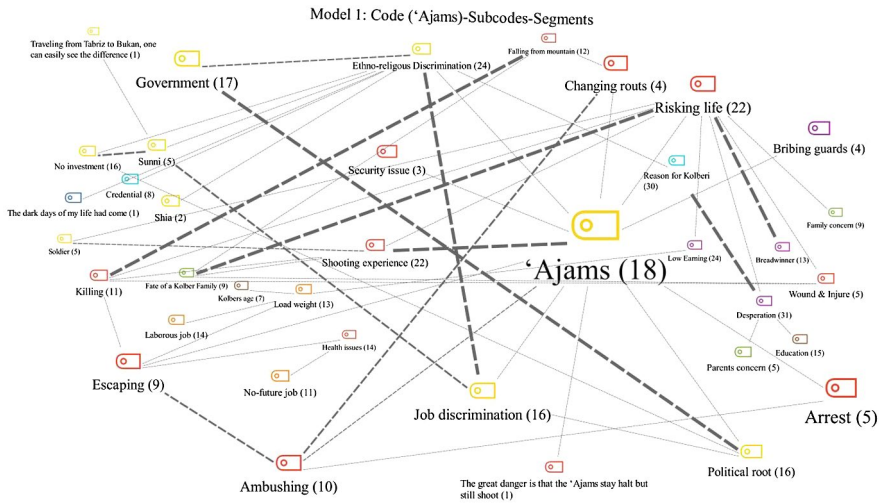 Model 1: Code (‘Ajams)-Subcodes-Segments
Traveling from Tabriz to Bukan, one
can easily see the difference (1)
Government (17)
Ethno-religous Discrimination (24)
Falling from mountain (12)
Changing routs (4)
Risking life (22)
Bribing guards (4)
No investment (16)
Sunni (5)
Security issue (3)
Reason for Kolberi
(30)
Credential (8)
The dark days of my life had come (1)
Shia (2)
Family concern (9)
Soldier (5)
Shooting experience (22)
‘Ajams (18)
Low Earning (24)
Breadwinner (13)
Killing (11)
Fate of a Kolber Family (9)
Wound & Injure (5)
Kolbers age (7)
Load weight (13)
Desperation (31)
Laborous job (14)
Health issues (14)
Education (15)
Parents concern (5)
Escaping (9)
No-future job (11)
Job discrimination (16)
Arrest (5)
Political root (16)
Ambushing (10)
The great danger is that the ‘Ajams stay halt but
still shoot (1)